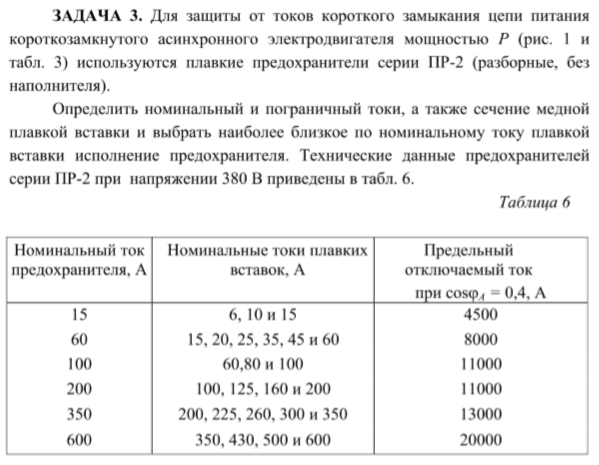 ЗАДАЧА 3. Для защиты от токов короткого замыкания цепи питания
короткозамкнутого асинхронного электродвигателя мощностью P (рис. 1 и
табл. 3) используются плавкие предохранители серии ПР-2 (разборные, без
наполнителя).
Определить номинальный и пограничный токи, а также сечение медной
плавкой вставки и выбрать наиболее близкое по номинальному току плавкой
вставки исполнение предохранителя. Технические данные предохранителей
серии ПР-2 при напряжении 380 В приведены в табл. 6.
Таблица 6
Номинальный ток предохранителя, А | Номинальные токи плавких вставок, А | Предельный отключаемый ток при cosφ_A = 0,4, А
15 | 6, 10 и 15 | 4500
60 | 15, 20, 25, 35, 45 и 60 | 8000
100 | 60,80 и 100 | 11000
200 | 100, 125, 160 и 200 | 11000
350 | 200, 225, 260, 300 и 350 | 13000
600 | 350, 430, 500 и 600 | 20000